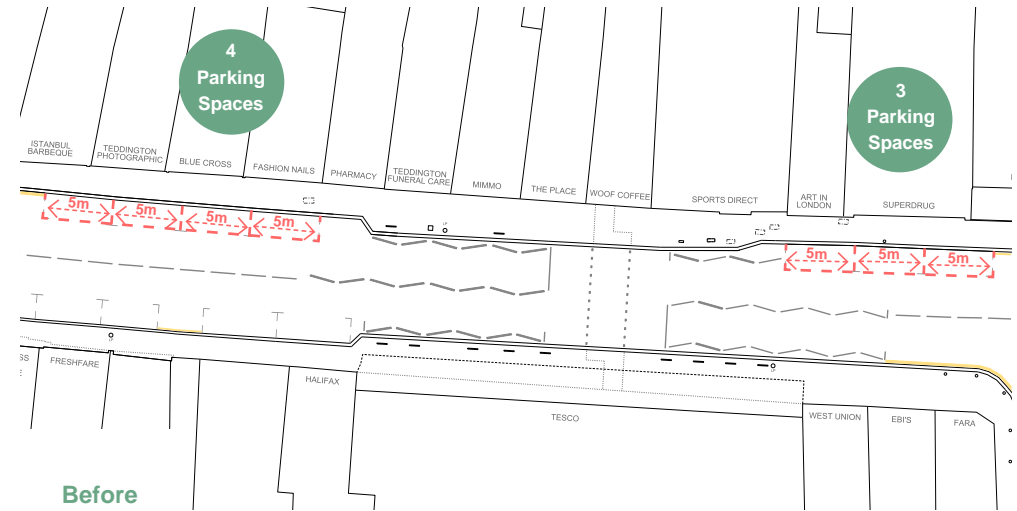 4
Parking
Spaces
3
Parking
Spaces
ISTANBUL
BARBEQUE
TEDDINGTON
PHOTOGRAPHIC
BLUE CROSS
FASHION NAILS
PHARMACY
TEDDINGTON
FUNERAL CARE
MIMMO
THE PLACE
WOOF COFFEE
SPORTS DIRECT
ART IN
LONDON
SUPERDRUG
5m
5m
5m
5m
5m
5m
5m
GS
E
FRESHFARE
HALIFAX
TESCO
WEST UNION
EBI'S
FARA
Before